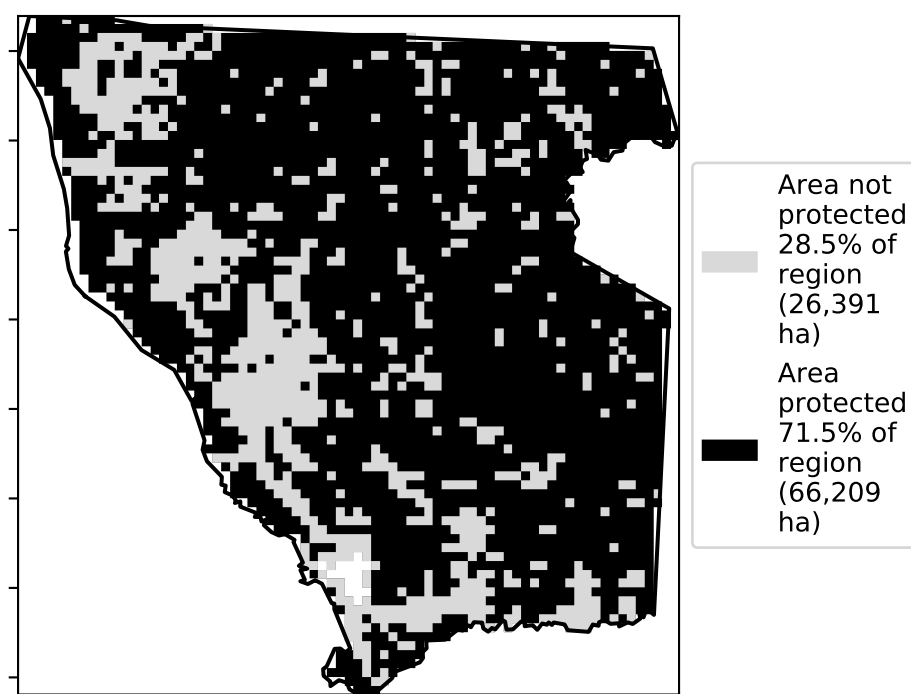 Area not
protected
28.5% of
region
(26,391
ha)
Area
protected
71.5% of
region
(66,209
ha)